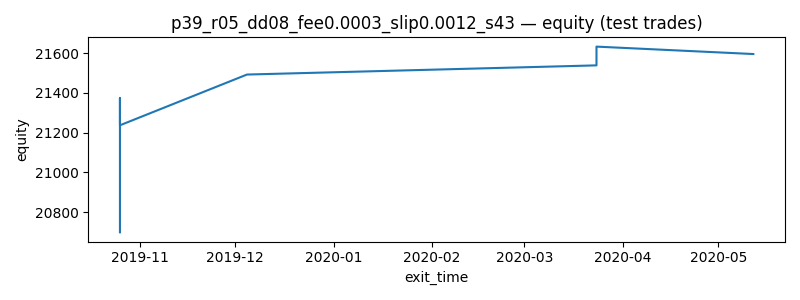 p39_r05_dd08_fee0.0003_slip0.0012_s43 — equity (test trades)
equity
21600
21400
21200
21000
20800
2019-11 2019-12 2020-01 2020-02 2020-03 2020-04 2020-05
exit_time